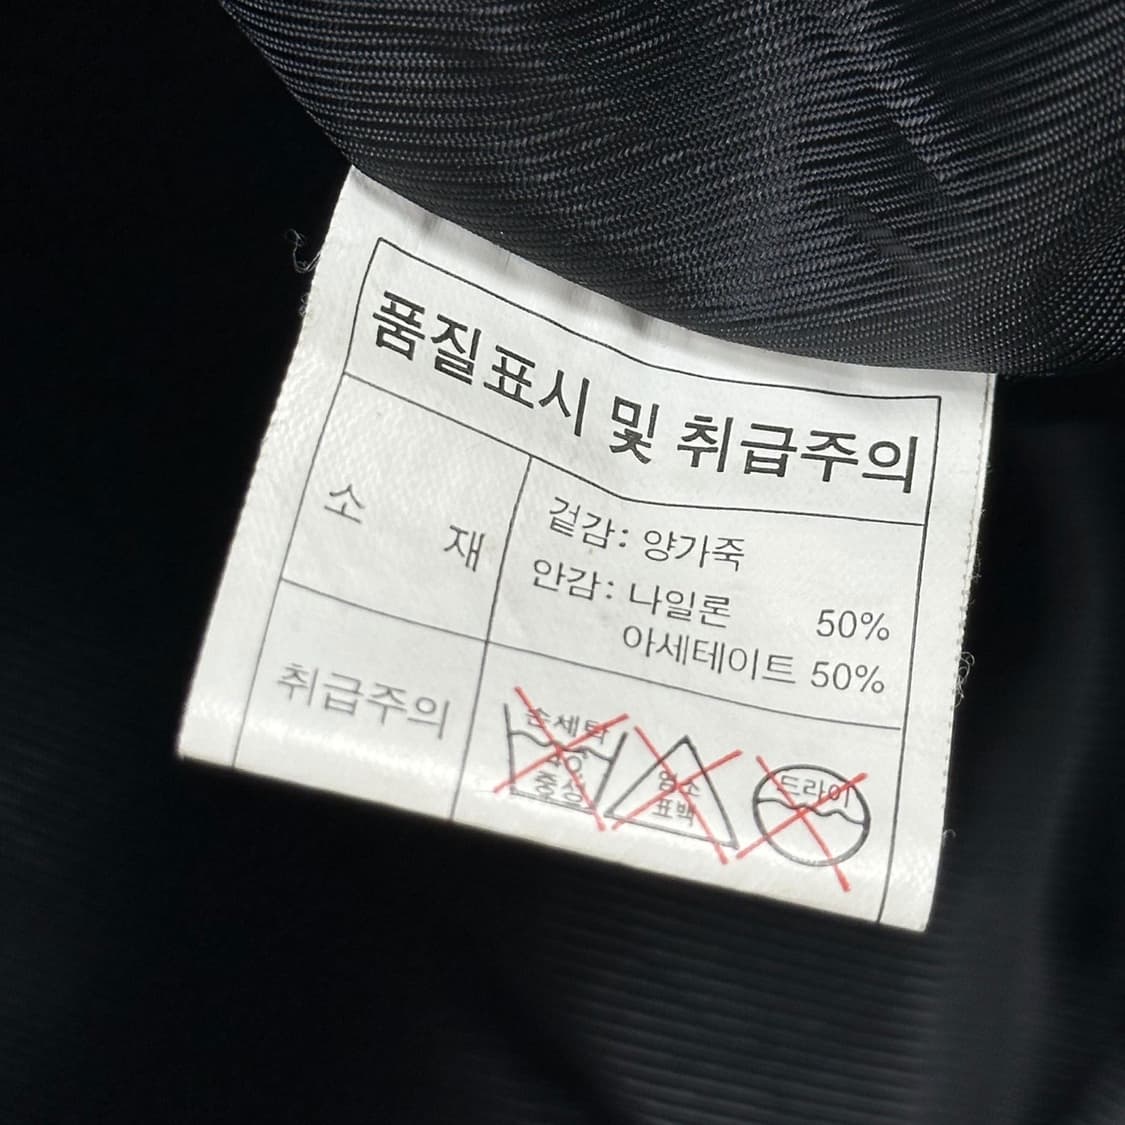 품질표시 및 취급주의
소 재
겉감: 양가죽
안감: 나일론 50%
아세테이트 50%
취급주의
손세탁
40°
중성
염소
표백
드라이